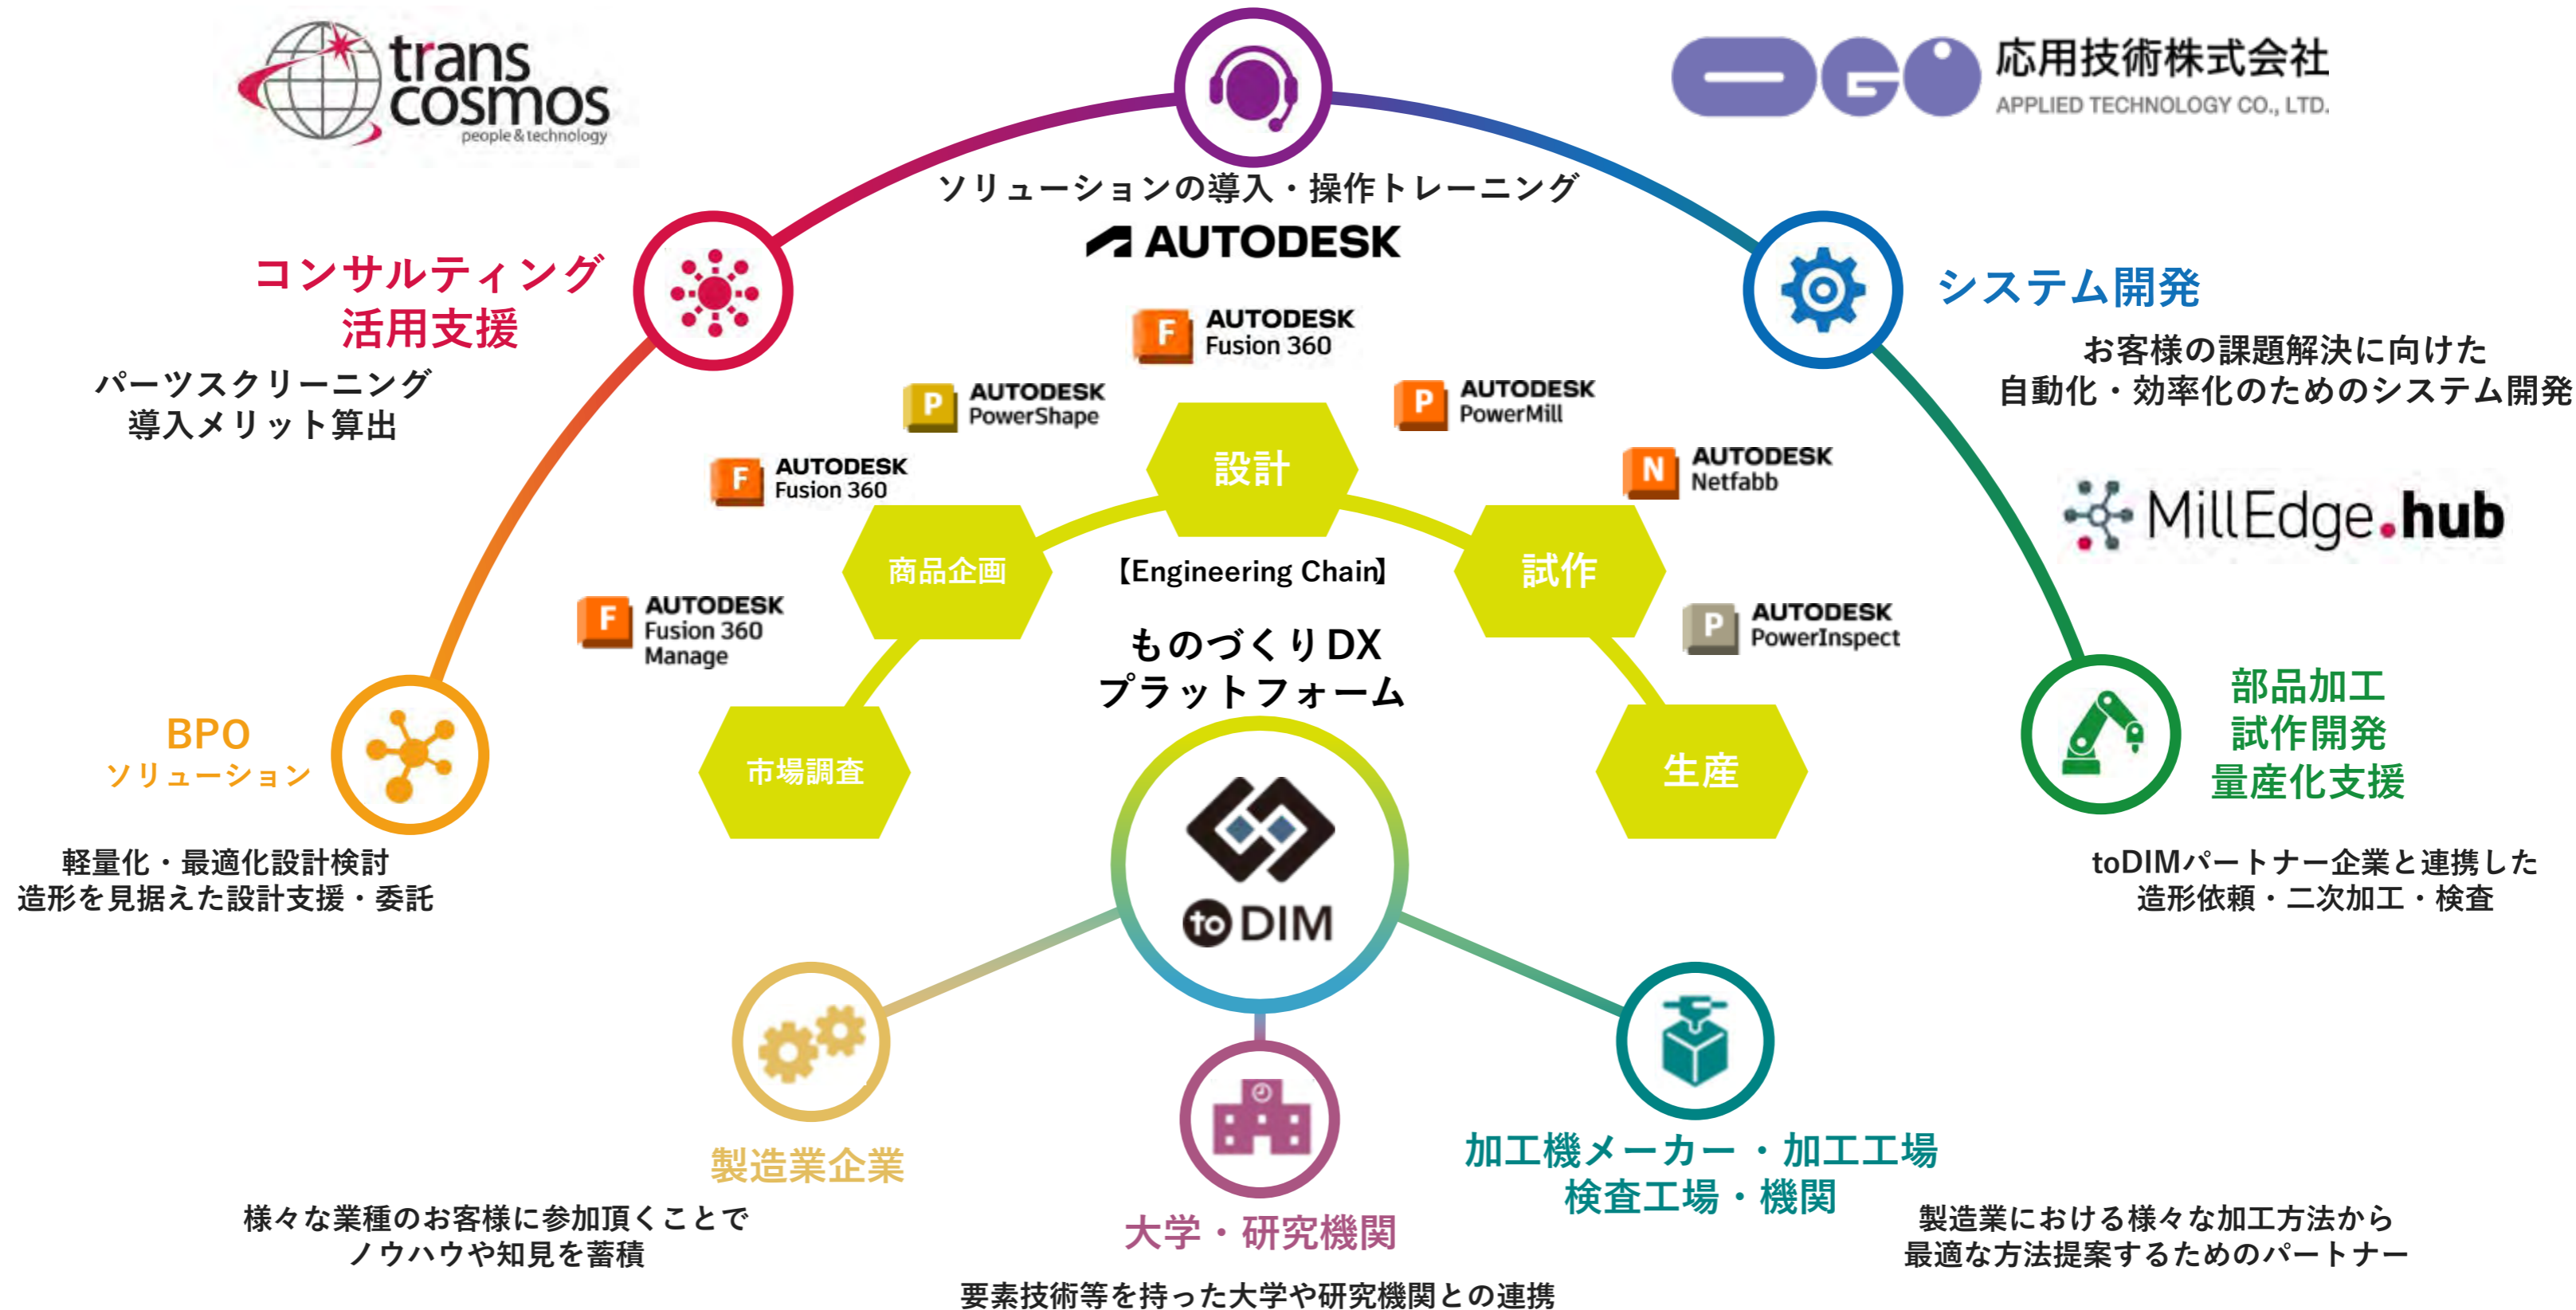 trans
cosmos
people & technology
OGI
応用技術株式会社
APPLIED TECHNOLOGY CO., LTD.
ソリューションの導入・操作トレーニング
AUTODESK
コンサルティング
活用支援
パーツスクリーニング
導入メリット算出
システム開発
お客様の課題解決に向けた
自動化・効率化のためのシステム開発
MillEdge.hub
F AUTODESK
Fusion 360
P AUTODESK
PowerShape
P AUTODESK
PowerMill
F AUTODESK
Fusion 360
N AUTODESK
Netfabb
F AUTODESK
Fusion 360
Manage
P AUTODESK
PowerInspect
設計
商品企画
試作
市場調査
生産
【Engineering Chain】
ものづくりDX
プラットフォーム
to DIM
BPO
ソリューション
軽量化・最適化設計検討
造形を見据えた設計支援・委託
部品加工
試作開発
量産化支援
toDIMパートナー企業と連携した
造形依頼・二次加工・検査
製造業企業
様々な業種のお客様に参加頂くことで
ノウハウや知見を蓄積
大学・研究機関
要素技術等を持った大学や研究機関との連携
加工機メーカー・加工工場
検査工場・機関
製造業における様々な加工方法から
最適な方法提案するためのパートナー